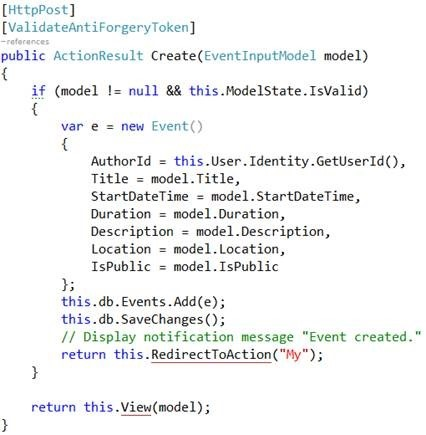 [HttpPost]
[ValidateAntiForgeryToken]
–references
public ActionResult Create(EventInputModel model)
{
    if (model != null && this.ModelState.IsValid)
    {
        var e = new Event()
        {
            AuthorId = this.User.Identity.GetUserId(),
            Title = model.Title,
            StartDateTime = model.StartDateTime,
            Duration = model.Duration,
            Description = model.Description,
            Location = model.Location,
            IsPublic = model.IsPublic
        };
        this.db.Events.Add(e);
        this.db.SaveChanges();
        // Display notification message "Event created."
        return this.RedirectToAction("My");
    }
    return this.View(model);
}